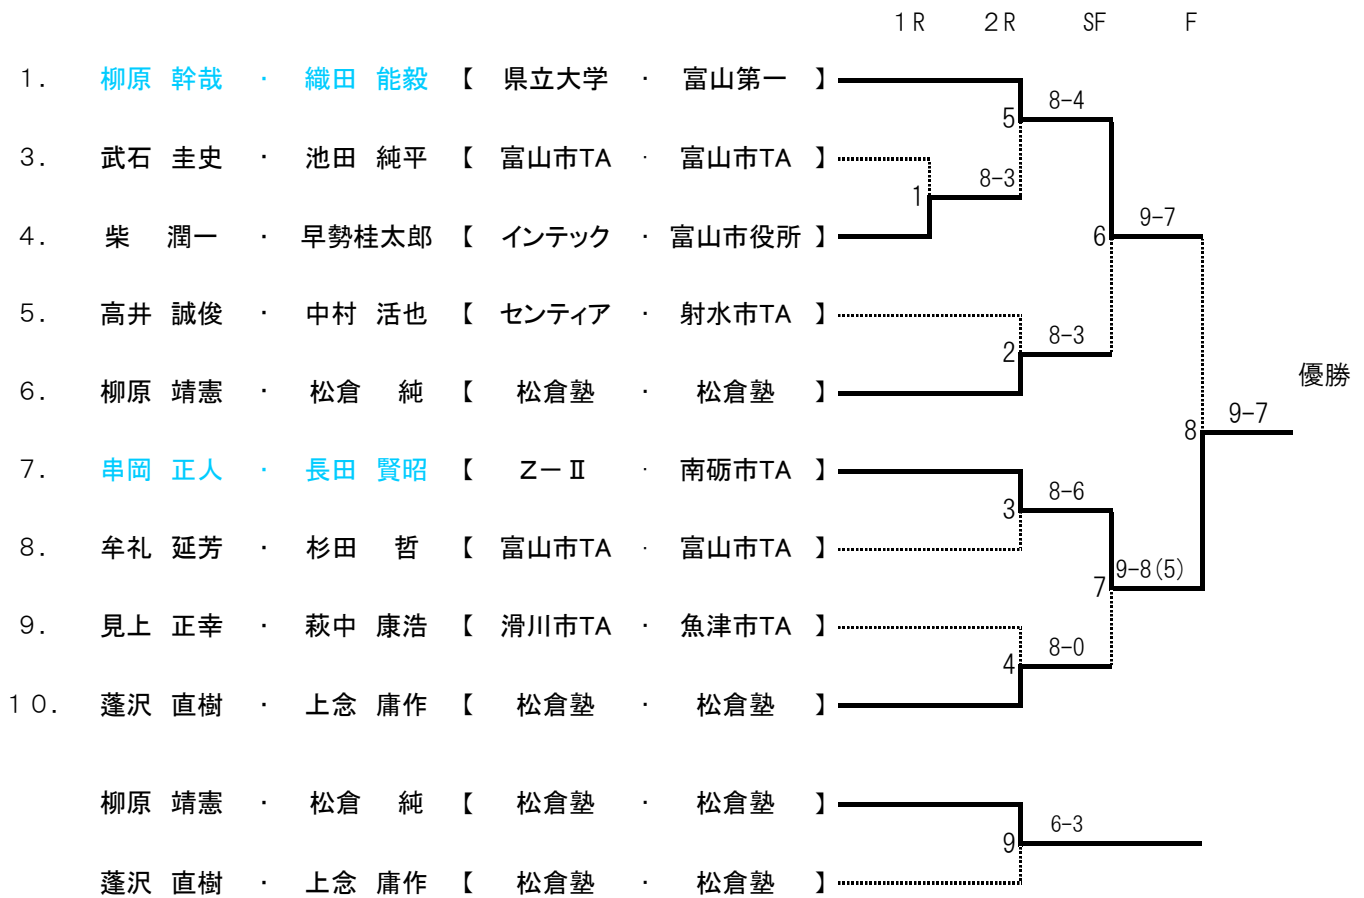 １Ｒ ２Ｒ SF F
１． 柳原 幹哉 ・ 織田 能毅 【 県立大学 ・ 富山第一 】
8-4
5
３． 武石 圭史 ・ 池田 純平 【 富山市TA ・ 富山市TA 】
8-3
1
４． 柴 潤一 ・ 早勢桂太郎 【 インテック ・ 富山市役所 】
9-7
6
５． 高井 誠俊 ・ 中村 活也 【 センティア ・ 射水市TA 】
8-3
2
優勝
６． 柳原 靖憲 ・ 松倉 純 【 松倉塾 ・ 松倉塾 】
9-7
8
７． 串岡 正人 ・ 長田 賢昭 【 Ｚ－Ⅱ ・ 南砺市TA 】
8-6
3
８． 牟礼 延芳 ・ 杉田 哲 【 富山市TA ・ 富山市TA 】
9-8(5)
7
９． 見上 正幸 ・ 萩中 康浩 【 滑川市TA ・ 魚津市TA 】
8-0
4
１０． 蓬沢 直樹 ・ 上念 庸作 【 松倉塾 ・ 松倉塾 】
柳原 靖憲 ・ 松倉 純 【 松倉塾 ・ 松倉塾 】
6-3
9
蓬沢 直樹 ・ 上念 庸作 【 松倉塾 ・ 松倉塾 】